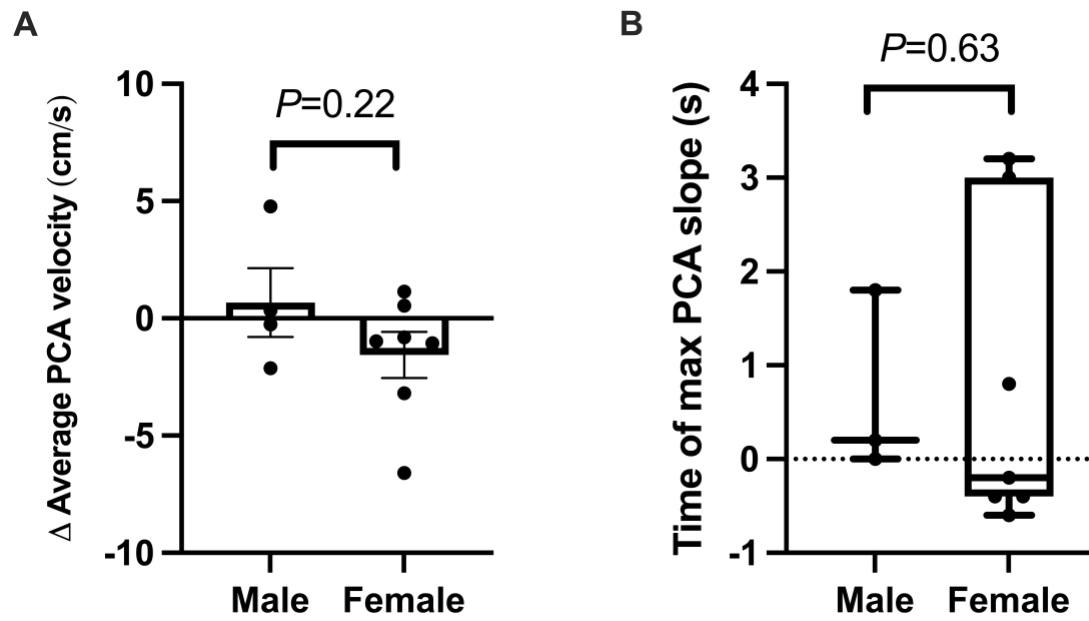 A
Δ Average PCA velocity (cm/s)
P=0.22
10
5
0
-5
-10
Male
Female
B
Time of max PCA slope (s)
P=0.63
4
3
2
1
0
-1
Male
Female